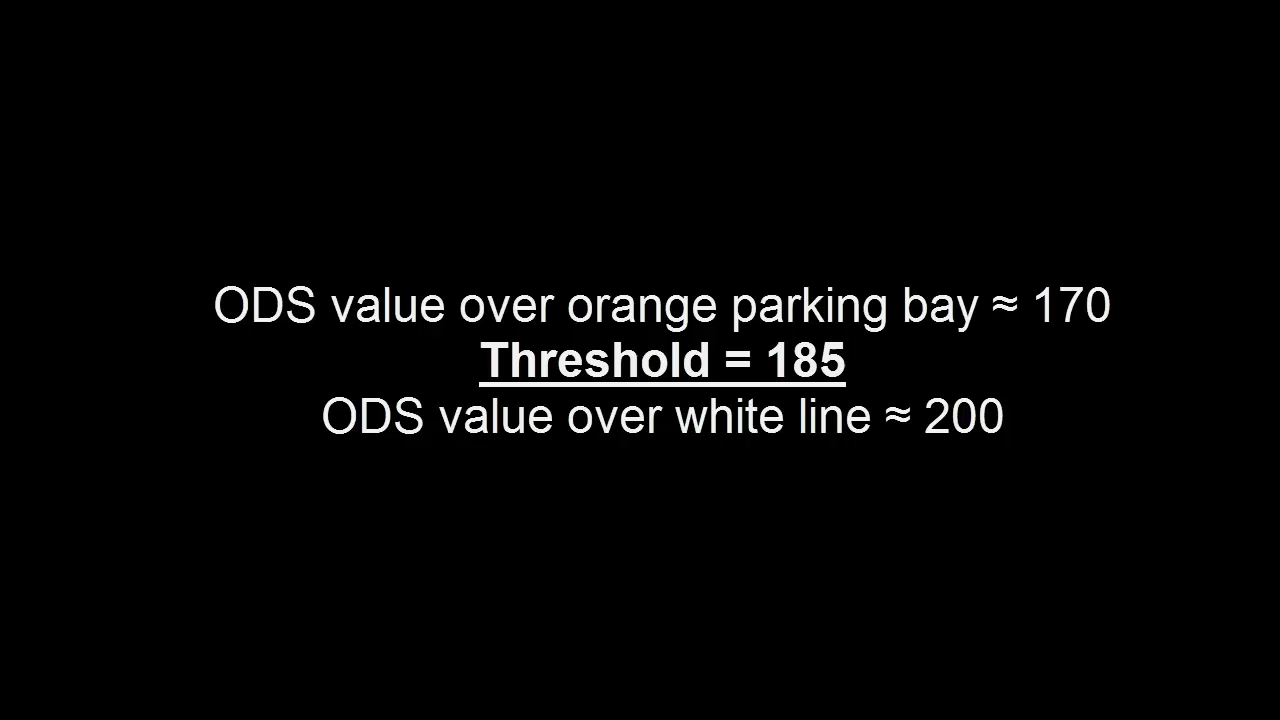 ODS value over orange parking bay ≈ 170
Threshold = 185
ODS value over white line ≈ 200